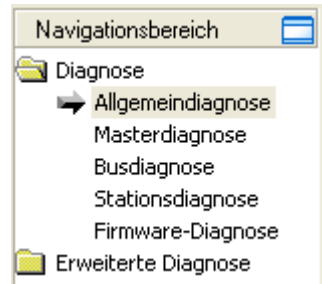 Navigationsbereich
Diagnose
Allgemeindiagnose
Masterdiagnose
Busdiagnose
Stationsdiagnose
Firmware-Diagnose
Erweiterte Diagnose